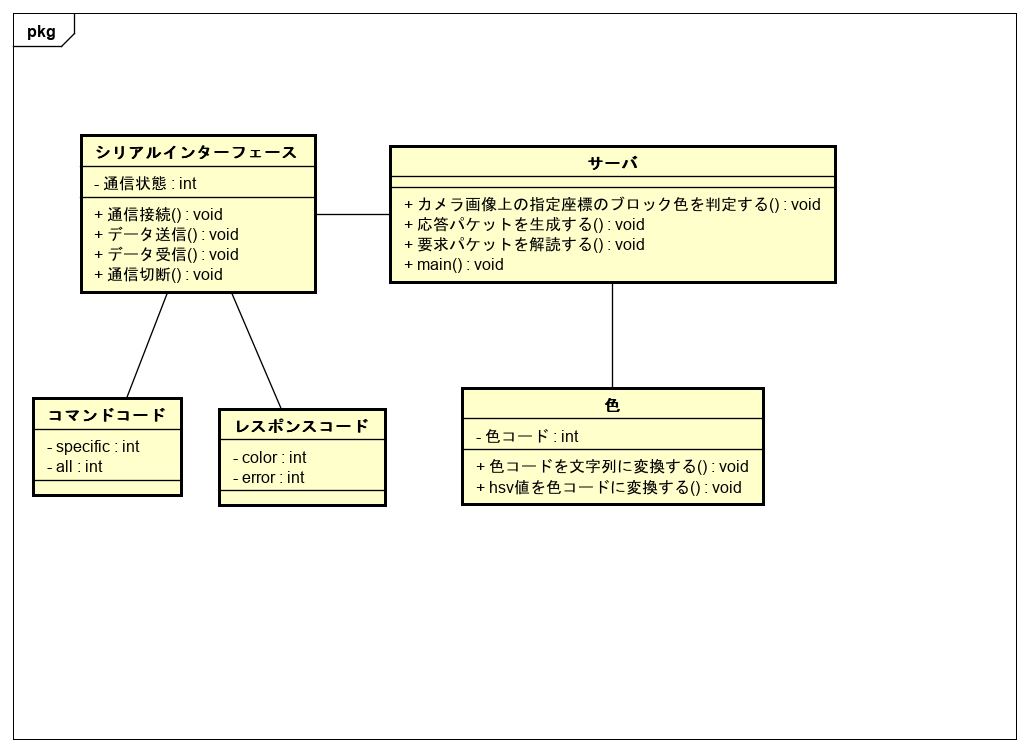 pkg
シリアルインターフェース
- 通信状態 : int
+ 通信接続() : void
+ データ送信() : void
+ データ受信() : void
+ 通信切断() : void
サーバ
+ カメラ画像上の指定座標のブロック色を判定する() : void
+ 応答パケットを生成する() : void
+ 要求パケットを解読する() : void
+ main() : void
コマンドコード
- specific : int
- all : int
レスポンスコード
- color : int
- error : int
色
- 色コード : int
+ 色コードを文字列に変換する() : void
+ hsv値を色コードに変換する() : void